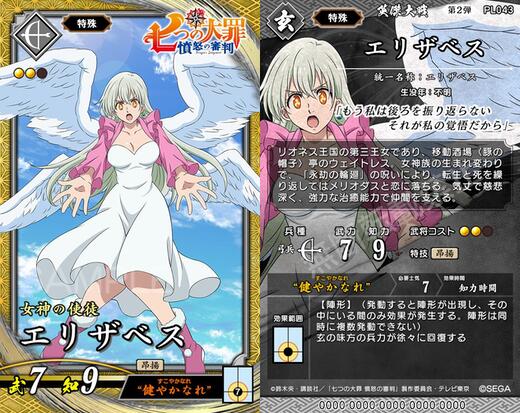 特殊
七つの大罪
憤怒の審判
女神の使徒
エリザベス
昂揚
武7 知9
すこやかなれ
"健やかなれ"
玄
特殊
英傑大戦
第2弾
PL043
エリザベス
統一名称：エリザベス
生没年：不明
「もう私は後ろを振り返らない
それが私の覚悟だから」
リオネス王国の第三王女であり、移動酒場〈豚の
帽子〉亭のウェイトレス。女神族の生まれ変わり
で、「永劫の輪廻」の呪いにより、転生と死を繰
り返してはメリオダスと恋に落ちる。気丈で慈悲
深く、強力な治癒能力で仲間を支える。
兵種 武力 知力 武将コスト
弓兵 7 9
特技 昂揚
すこやかなれ
"健やかなれ"
必要士気 7
効果時間 知力時間
効果範囲
【陣形】（発動すると陣形が出現し、その
中にいる間のみ効果が発生する。陣形は同
時に複数発動できない）
玄の味方の兵力が徐々に回復する
©鈴木央・講談社／「七つの大罪 憤怒の審判」製作委員会・テレビ東京 ©SEGA
0000 0000 0000 0000 0000 0000